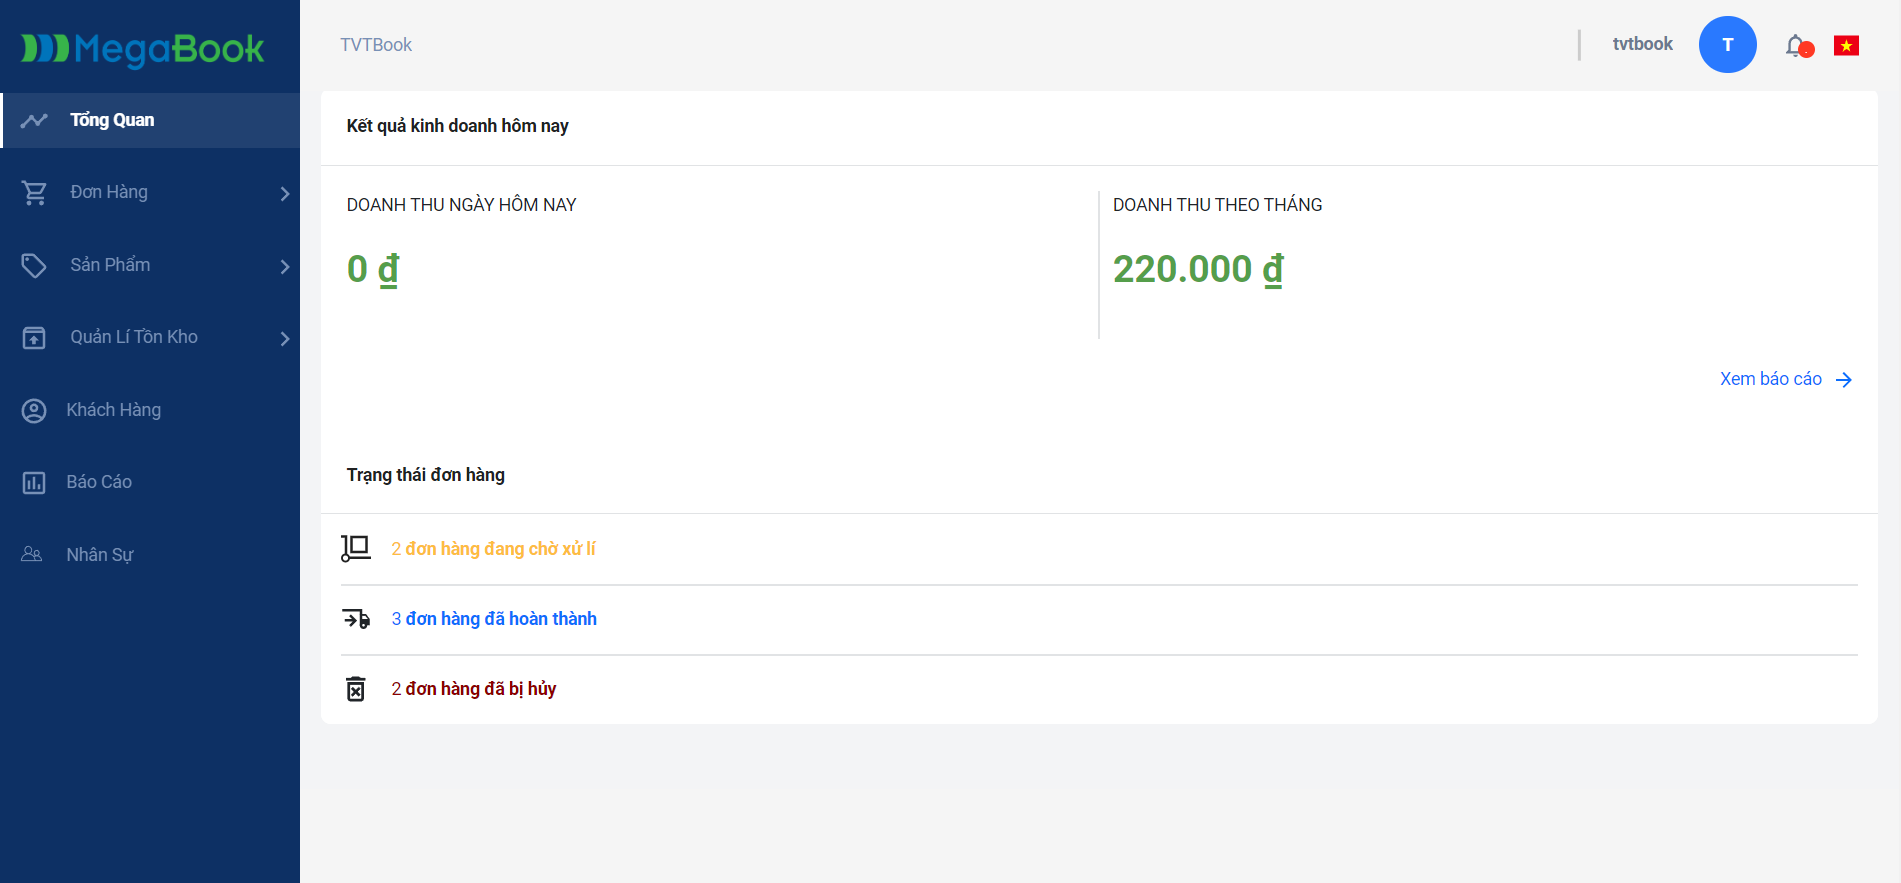 MegaBook
TVTBook
tvtbook
T
Tổng Quan
Đơn Hàng
Sản Phẩm
Quản Lí Tồn Kho
Khách Hàng
Báo Cáo
Nhân Sự
Kết quả kinh doanh hôm nay
DOANH THU NGÀY HÔM NAY
0 ₫
DOANH THU THEO THÁNG
220.000 ₫
Xem báo cáo
Trạng thái đơn hàng
2 đơn hàng đang chờ xử lí
3 đơn hàng đã hoàn thành
2 đơn hàng đã bị hủy